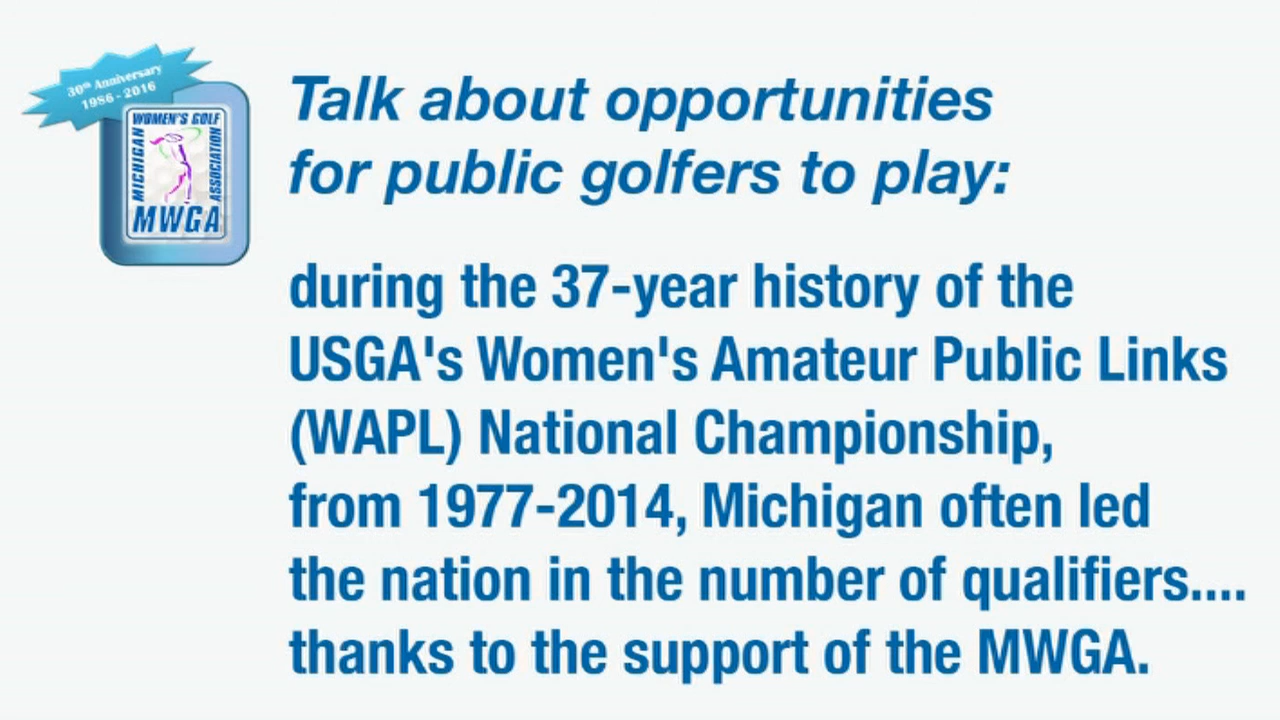 30th Anniversary
1986 - 2016
WOMEN'S GOLF
MICHIGAN
ASSOCIATION
MWGA
Talk about opportunities
for public golfers to play:
during the 37-year history of the
USGA's Women's Amateur Public Links
(WAPL) National Championship,
from 1977-2014, Michigan often led
the nation in the number of qualifiers....
thanks to the support of the MWGA.